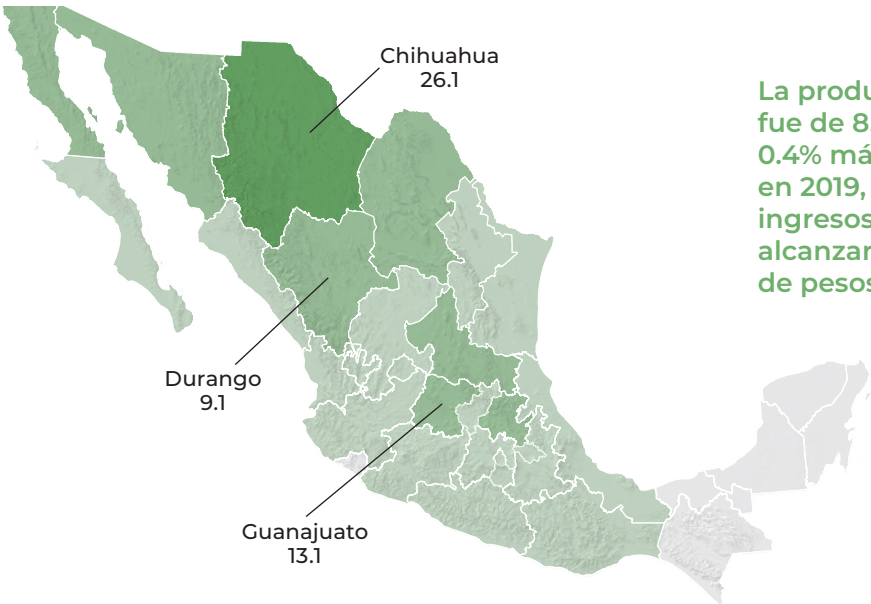 Chihuahua
26.1
La produ
fue de 8.
0.4% má
en 2019,
ingresos
alcanzar
de pesos
Durango
9.1
Guanajuato
13.1